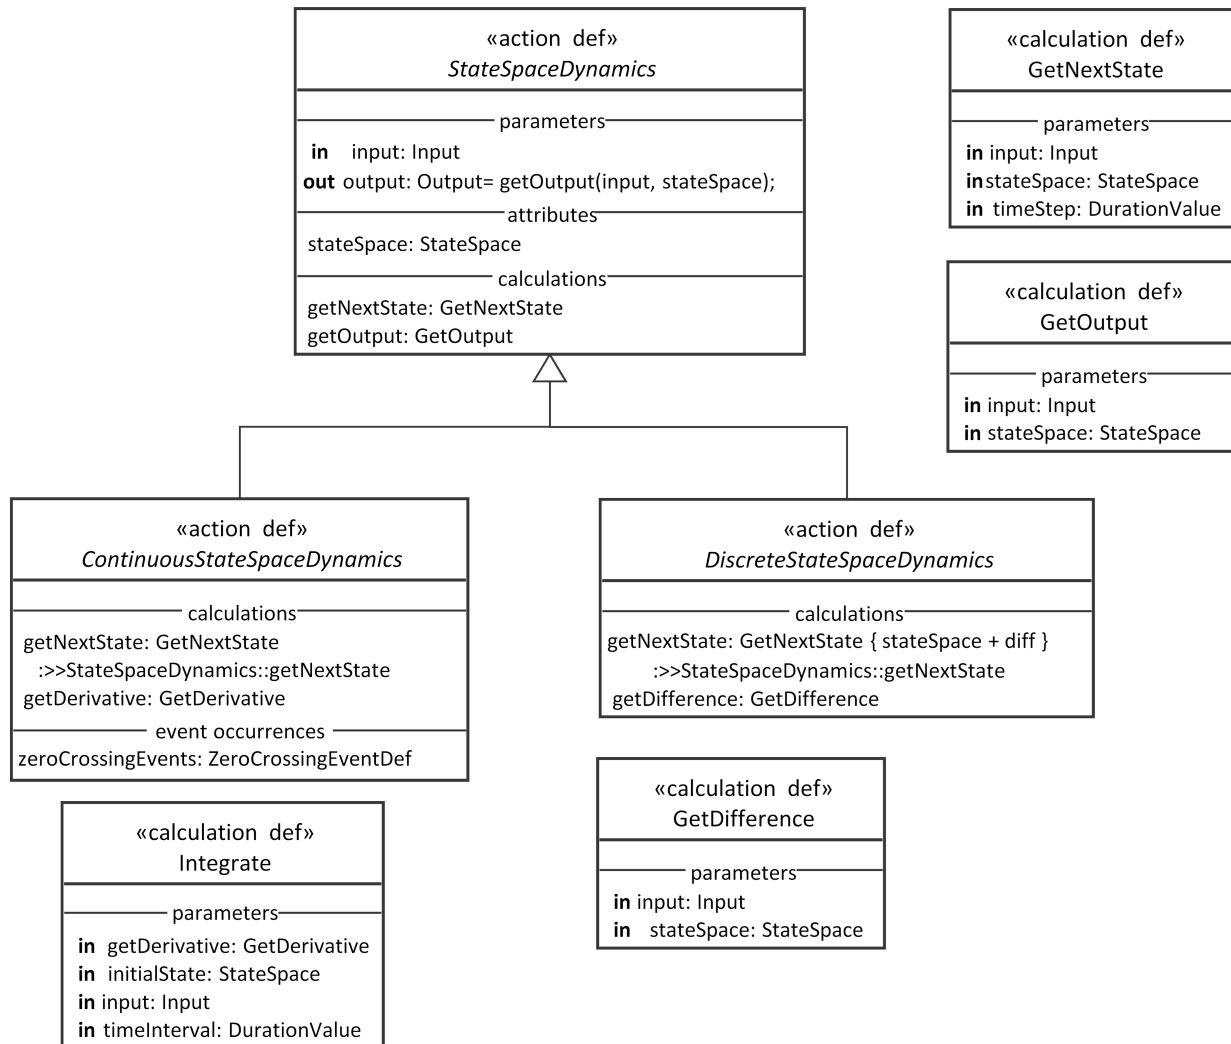 «action def»
StateSpaceDynamics
parameters
in input: Input
out output: Output= getOutput(input, stateSpace);
attributes
stateSpace: StateSpace
calculations
getNextState: GetNextState
getOutput: GetOutput
«calculation def»
GetNextState
parameters
in input: Input
in stateSpace: StateSpace
in timeStep: DurationValue
«calculation def»
GetOutput
parameters
in input: Input
in stateSpace: StateSpace
«action def»
ContinuousStateSpaceDynamics
calculations
getNextState: GetNextState
:>>StateSpaceDynamics::getNextState
getDerivative: GetDerivative
event occurrences
zeroCrossingEvents: ZeroCrossingEventDef
«action def»
DiscreteStateSpaceDynamics
calculations
getNextState: GetNextState { stateSpace + diff }
:>>StateSpaceDynamics::getNextState
getDifference: GetDifference
«calculation def»
Integrate
parameters
in getDerivative: GetDerivative
in initialState: StateSpace
in input: Input
in timeInterval: DurationValue
«calculation def»
GetDifference
parameters
in input: Input
in stateSpace: StateSpace